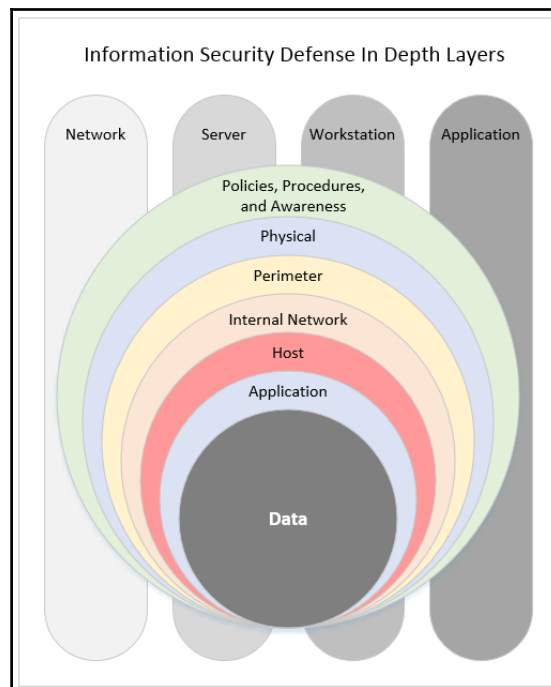 Information Security Defense In Depth Layers
Network
Server
Workstation
Application
Policies, Procedures,
and Awareness
Physical
Perimeter
Internal Network
Host
Application
Data